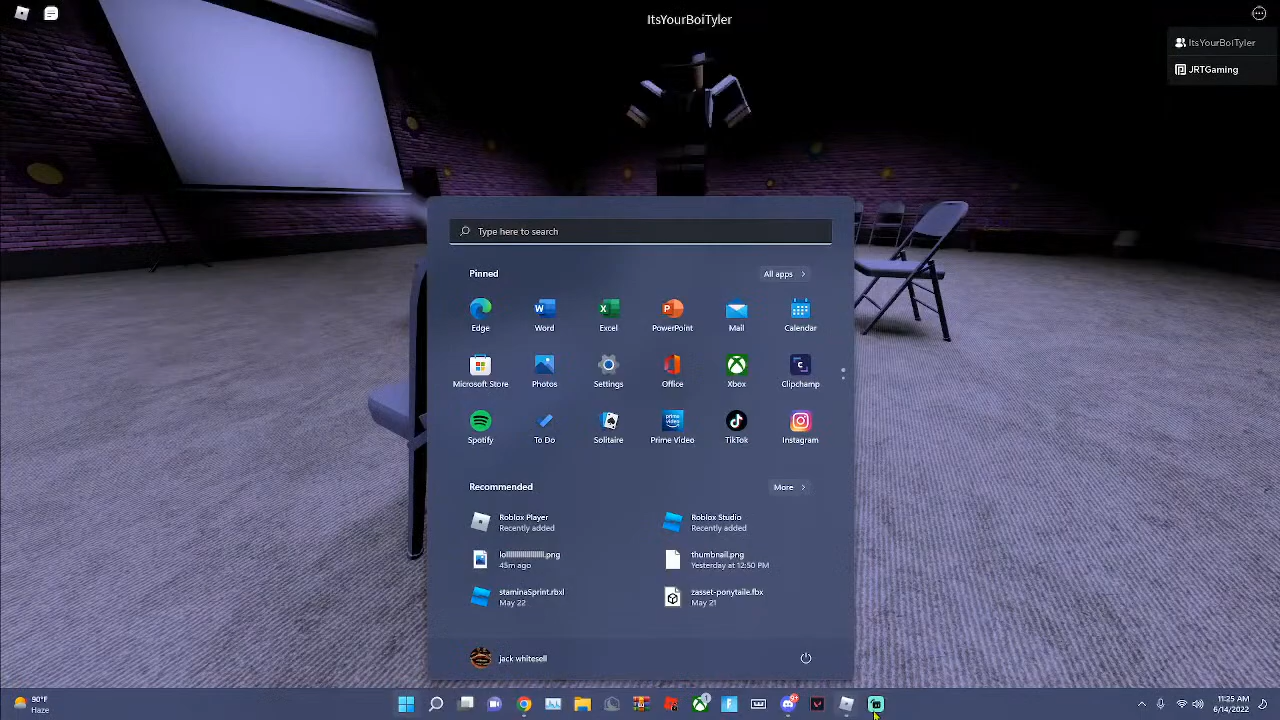 ItsYourBoiTyler
ItsYourBoiTyler
JRTGaming
Type here to search
Pinned
All apps
Edge
Word
Excel
PowerPoint
Mail
Calendar
Microsoft Store
Photos
Settings
Office
Xbox
Clipchamp
Spotify
To Do
Solitaire
Prime Video
TikTok
Instagram
Recommended
More
Roblox Player
Recently added
Roblox Studio
Recently added
43m ago
thumbnail.png
Yesterday at 12:50 PM
staminaSprint.rbxl
May 22
zasset-ponytaile.fbx
May 21
jack whitesell
90°F
Haze
11:25 AM
6/14/2022